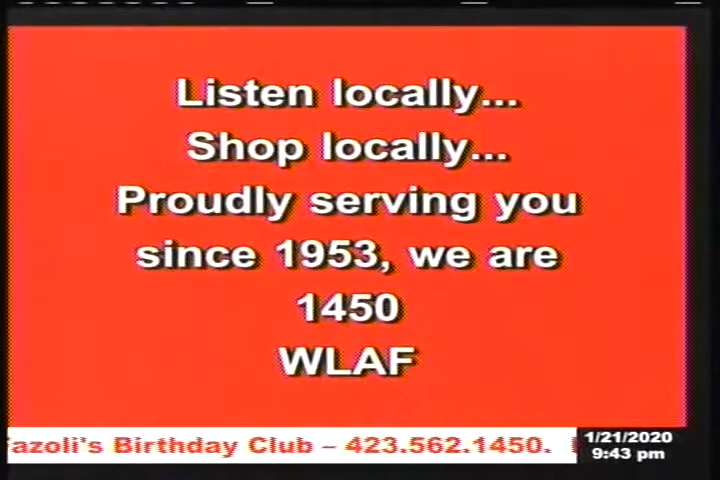 Listen locally...
Shop locally...
Proudly serving you
since 1953, we are
1450
WLAF
Fazoli's Birthday Club – 423.562.1450.
1/21/2020
9:43 pm